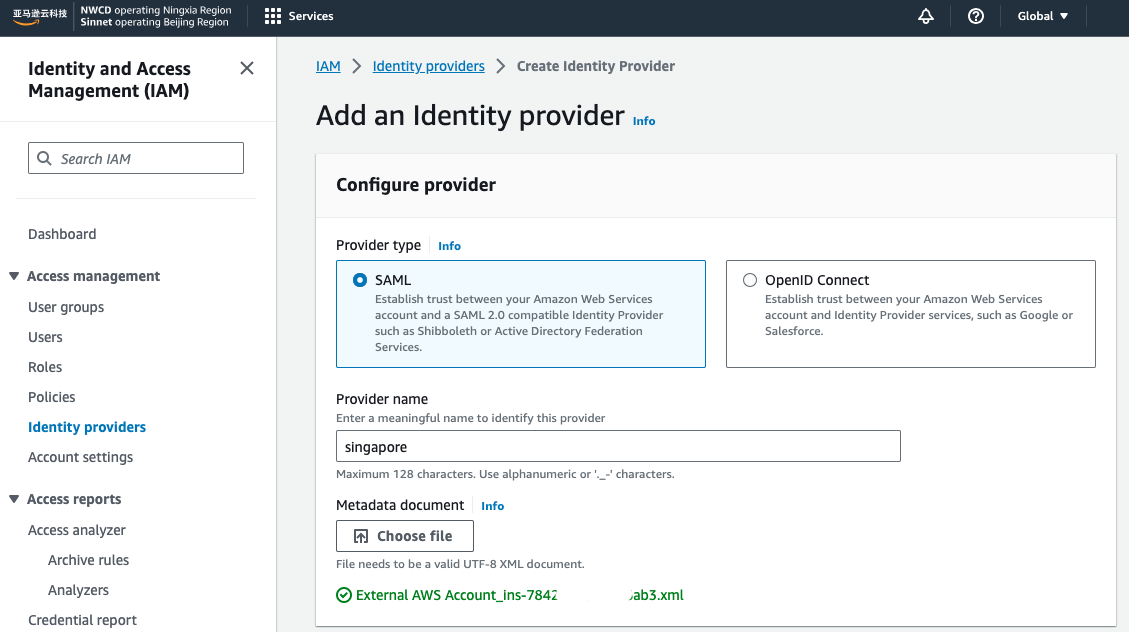 亚马逊云科技
NWCD operating Ningxia Region
Sinnet operating Beijing Region
Services
Global
Identity and Access
Management (IAM)
Search IAM
Dashboard
Access management
User groups
Users
Roles
Policies
Identity providers
Account settings
Access reports
Access analyzer
Archive rules
Analyzers
Credential report
IAM > Identity providers > Create Identity Provider
Add an Identity provider Info
Configure provider
Provider type Info
SAML
Establish trust between your Amazon Web Services
account and a SAML 2.0 compatible Identity Provider
such as Shibboleth or Active Directory Federation
Services.
OpenID Connect
Establish trust between your Amazon Web Services
account and Identity Provider services, such as Google or
Salesforce.
Provider name
Enter a meaningful name to identify this provider
singapore
Maximum 128 characters. Use alphanumeric or '._-' characters.
Metadata document Info
Choose file
File needs to be a valid UTF-8 XML document.
External AWS Account_ins-7842 ab3.xml